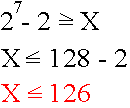 2⁷- 2 ≥ X
X ≤ 128 - 2
X ≤ 126